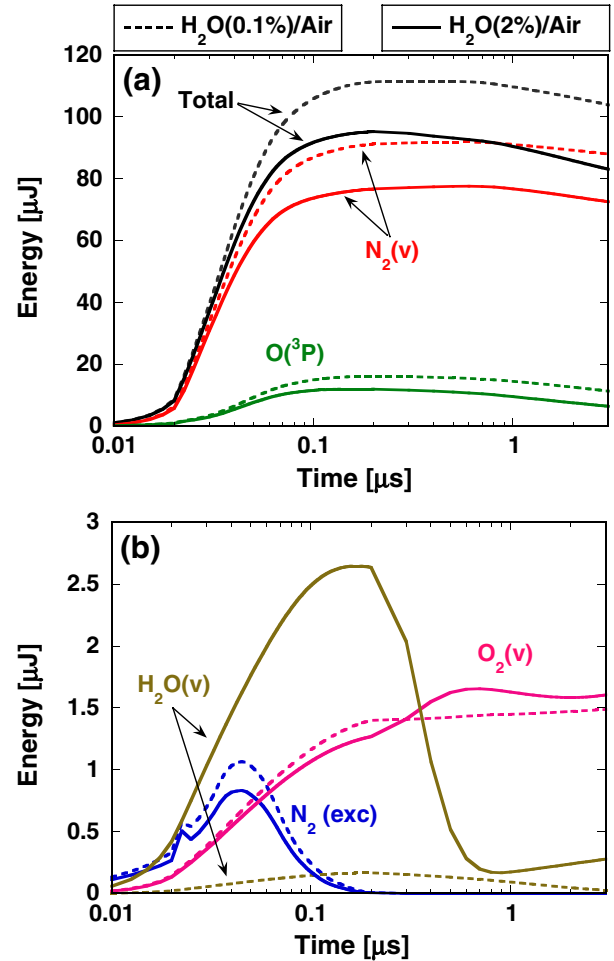 H₂O(0.1%)/Air H₂O(2%)/Air
(a)
Total
N₂(v)
O(³P)
Energy [μJ]
120
100
80
60
40
20
0
0.01 0.1 1
Time [μs]
(b)
H₂O(v)
O₂(v)
N₂ (exc)
Energy [μJ]
3
2.5
2
1.5
1
0.5
0
0.01 0.1 1
Time [μs]